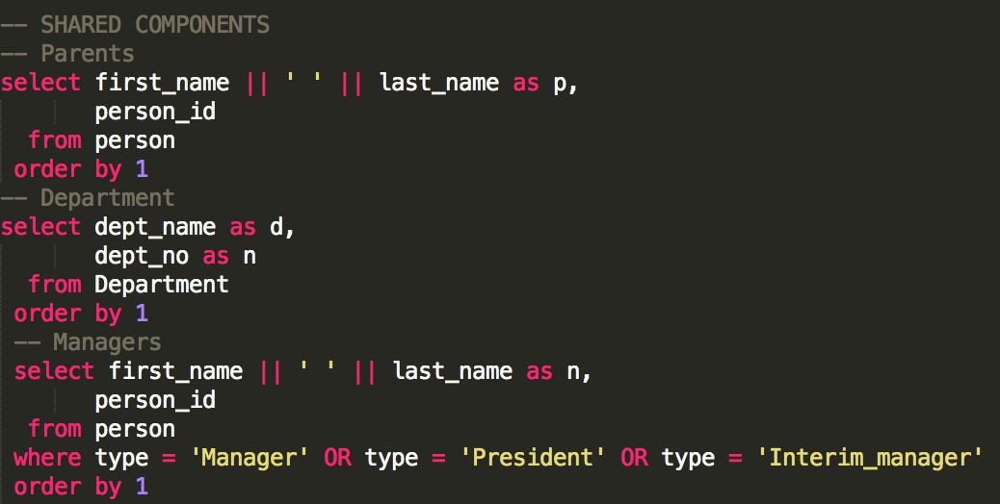 -- SHARED COMPONENTS
-- Parents
select first_name || ' ' || last_name as p,
       person_id
  from person
 order by 1
-- Department
select dept_name as d,
       dept_no as n
  from Department
 order by 1
 -- Managers
 select first_name || ' ' || last_name as n,
       person_id
  from person
 where type = 'Manager' OR type = 'President' OR type = 'Interim_manager'
 order by 1